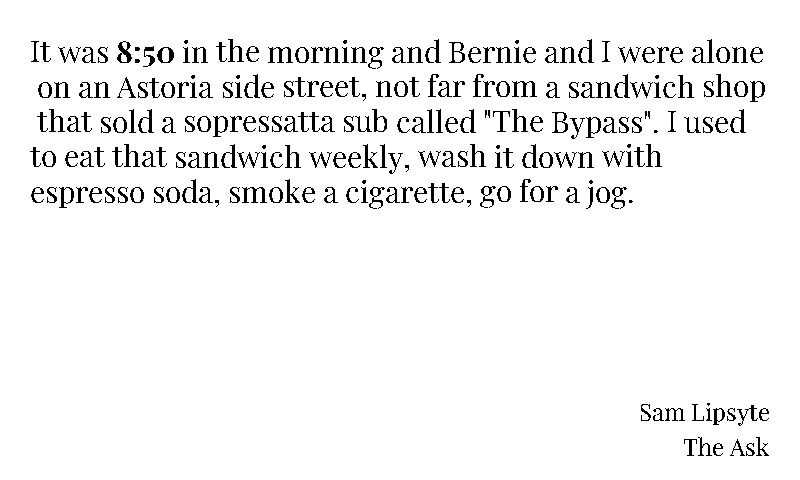 It was 8:50 in the morning and Bernie and I were alone
on an Astoria side street, not far from a sandwich shop
that sold a sopressatta sub called "The Bypass". I used
to eat that sandwich weekly, wash it down with
espresso soda, smoke a cigarette, go for a jog.
Sam Lipsyte
The Ask